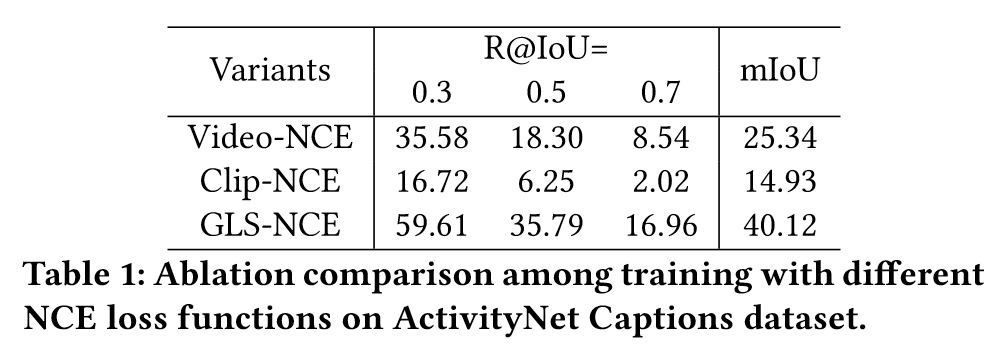 Variants R@IoU= mIoU
0.3 0.5 0.7
Video-NCE 35.58 18.30 8.54 25.34
Clip-NCE 16.72 6.25 2.02 14.93
GLS-NCE 59.61 35.79 16.96 40.12
Table 1: Ablation comparison among training with different
NCE loss functions on ActivityNet Captions dataset.